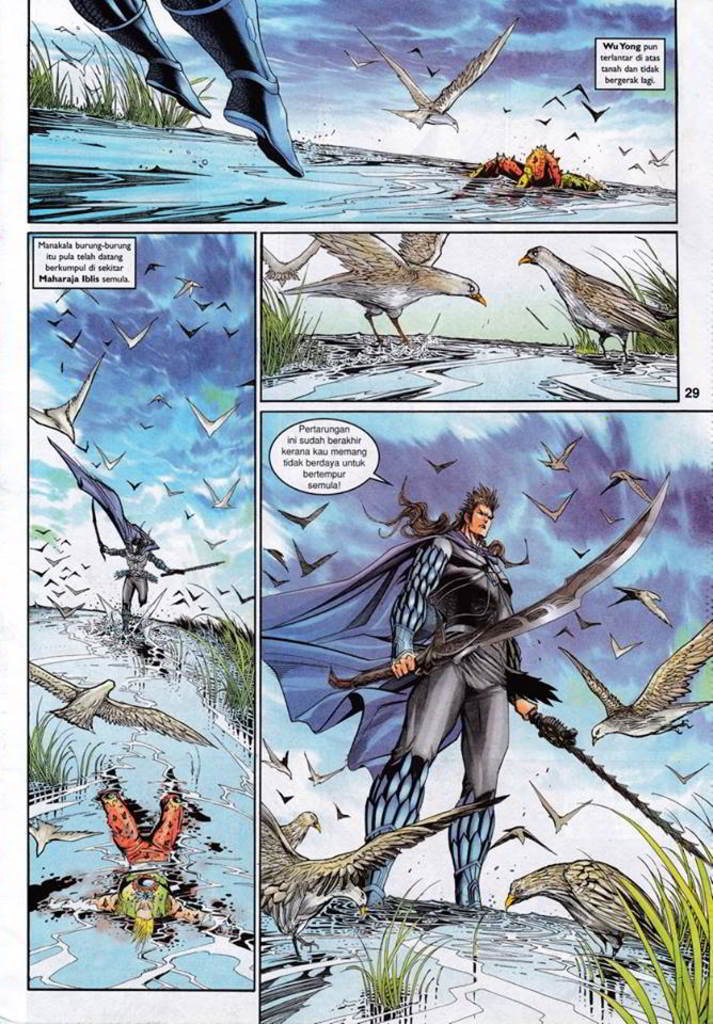 Wu Yong pun
terlantar di atas
tanah dan tidak
bergerak lagi.
Manakala burung-burung
itu pula telah datang
berkumpul di sekitar
Maharaja Iblis semula.
29
Pertarungan
ini sudah berakhir
kerana kau memang
tidak berdaya untuk
bertempur
semula!